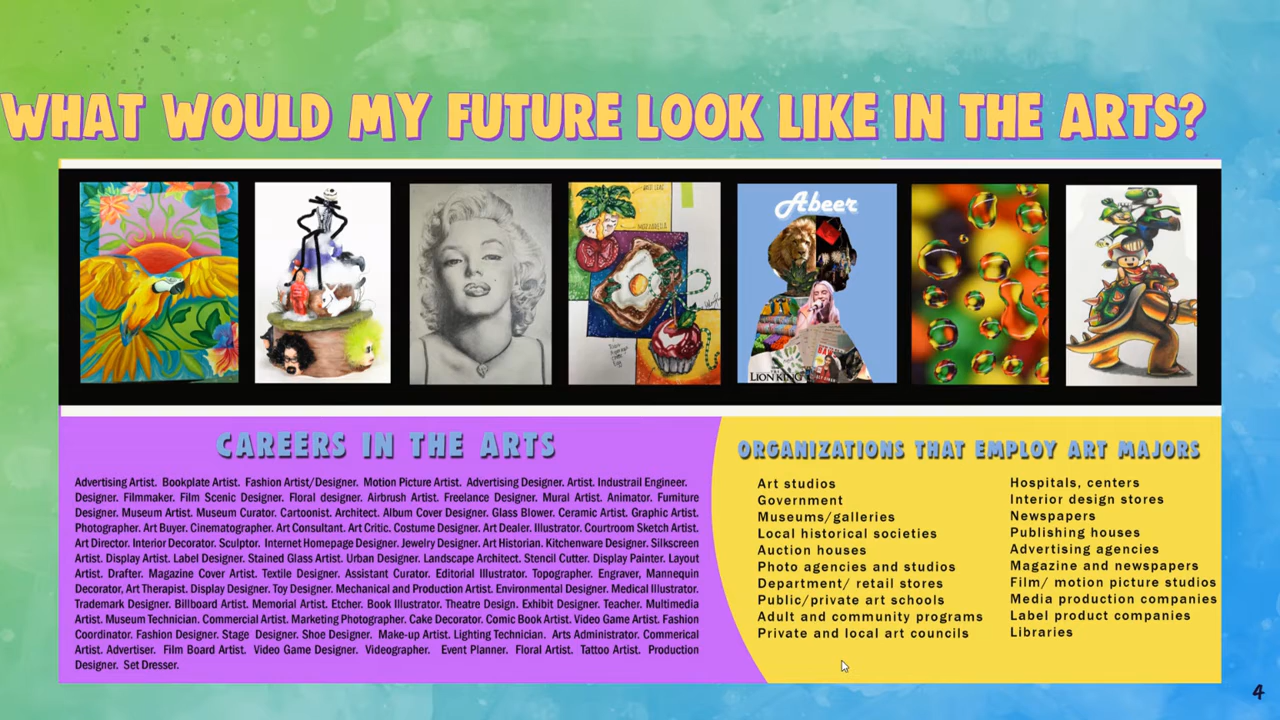 WHAT WOULD MY FUTURE LOOK LIKE IN THE ARTS?
Abeer
LION KING
CAREERS IN THE ARTS
Advertising Artist. Bookplate Artist. Fashion Artist/Designer. Motion Picture Artist. Advertising Designer. Artist. Industrail Engineer.
Designer. Filmmaker. Film Scenic Designer. Floral designer. Airbrush Artist. Freelance Designer. Mural Artist. Animator. Furniture
Designer. Museum Artist. Museum Curator. Cartoonist. Architect. Album Cover Designer. Glass Blower. Ceramic Artist. Graphic Artist.
Photographer. Art Buyer. Cinematographer. Art Consultant. Art Critic. Costume Designer. Art Dealer. Illustrator. Courtroom Sketch Artist.
Art Director. Interior Decorator. Sculptor. Internet Homepage Designer. Jewelry Designer. Art Historian. Kitchenware Designer. Silkscreen
Artist. Display Artist. Label Designer. Stained Glass Artist. Urban Designer. Landscape Architect. Stencil Cutter. Display Painter. Layout
Artist. Drafter. Magazine Cover Artist. Textile Designer. Assistant Curator. Editorial Illustrator. Topographer. Engraver, Mannequin
Decorator, Art Therapist. Display Designer. Toy Designer. Mechanical and Production Artist. Environmental Designer. Medical Illustrator.
Trademark Designer. Billboard Artist. Memorial Artist. Etcher. Book Illustrator. Theatre Design. Exhibit Designer. Teacher. Multimedia
Artist. Museum Technician. Commercial Artist. Marketing Photographer. Cake Decorator. Comic Book Artist. Video Game Artist. Fashion
Coordinator. Fashion Designer. Stage Designer. Shoe Designer. Make-up Artist. Lighting Technician. Arts Administrator. Commerical
Artist. Advertiser. Film Board Artist. Video Game Designer. Videographer. Event Planner. Floral Artist. Tattoo Artist. Production
Designer. Set Dresser.
ORGANIZATIONS THAT EMPLOY ART MAJORS
Art studios
Government
Museums/galleries
Local historical societies
Auction houses
Photo agencies and studios
Department/ retail stores
Public/private art schools
Adult and community programs
Private and local art councils
Hospitals, centers
Interior design stores
Newspapers
Publishing houses
Advertising agencies
Magazine and newspapers
Film/ motion picture studios
Media production companies
Label product companies
Libraries
4